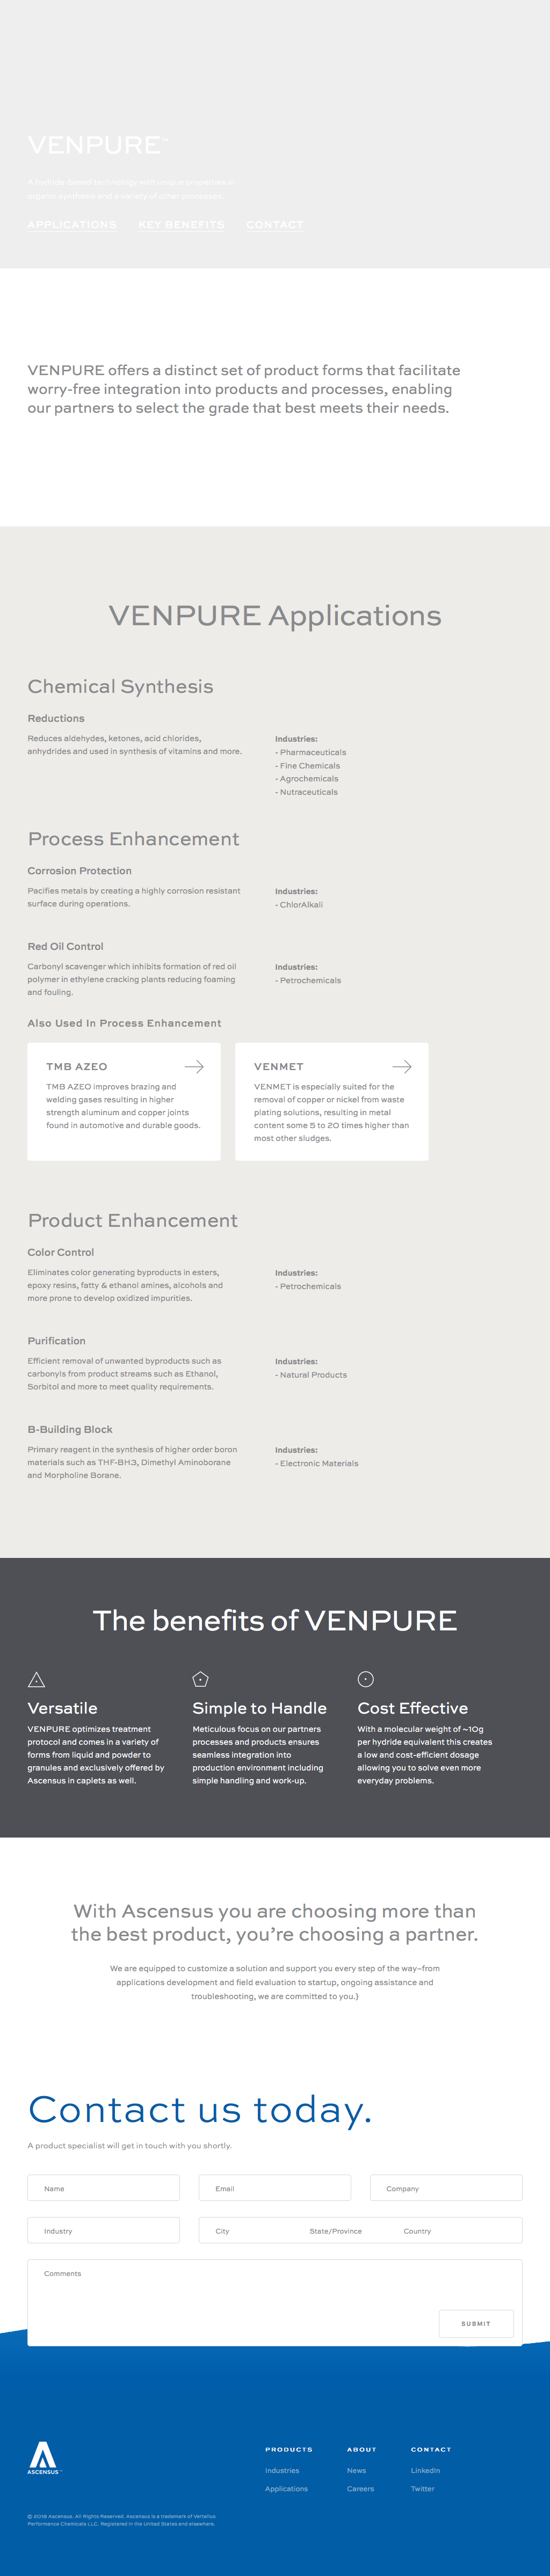 VENPURE™
A hydride-based technology with unique properties in
organic synthesis and a variety of other processes.
APPLICATIONS KEY BENEFITS CONTACT
VENPURE offers a distinct set of product forms that facilitate
worry-free integration into products and processes, enabling
our partners to select the grade that best meets their needs.
VENPURE Applications
Chemical Synthesis
Reductions
Reduces aldehydes, ketones, acid chlorides,
anhydrides and used in synthesis of vitamins and more.
Industries:
- Pharmaceuticals
- Fine Chemicals
- Agrochemicals
- Nutraceuticals
Process Enhancement
Corrosion Protection
Pacifies metals by creating a highly corrosion resistant
surface during operations.
Industries:
- ChlorAlkali
Red Oil Control
Carbonyl scavenger which inhibits formation of red oil
polymer in ethylene cracking plants reducing foaming
and fouling.
Industries:
- Petrochemicals
Also Used In Process Enhancement
TMB AZEO
TMB AZEO improves brazing and
welding gases resulting in higher
strength aluminum and copper joints
found in automotive and durable goods.
VENMET
VENMET is especially suited for the
removal of copper or nickel from waste
plating solutions, resulting in metal
content some 5 to 20 times higher than
most other sludges.
Product Enhancement
Color Control
Eliminates color generating byproducts in esters,
epoxy resins, fatty & ethanol amines, alcohols and
more prone to develop oxidized impurities.
Industries:
- Petrochemicals
Purification
Efficient removal of unwanted byproducts such as
carbonyls from product streams such as Ethanol,
Sorbitol and more to meet quality requirements.
Industries:
- Natural Products
B-Building Block
Primary reagent in the synthesis of higher order boron
materials such as THF-BH3, Dimethyl Aminoborane
and Morpholine Borane.
Industries:
- Electronic Materials
The benefits of VENPURE
Versatile
VENPURE optimizes treatment
protocol and comes in a variety of
forms from liquid and powder to
granules and exclusively offered by
Ascensus in caplets as well.
Simple to Handle
Meticulous focus on our partners
processes and products ensures
seamless integration into
production environment including
simple handling and work-up.
Cost Effective
With a molecular weight of ~10g
per hydride equivalent this creates
a low and cost-efficient dosage
allowing you to solve even more
everyday problems.
With Ascensus you are choosing more than
the best product, you’re choosing a partner.
We are equipped to customize a solution and support you every step of the way–from
applications development and field evaluation to startup, ongoing assistance and
troubleshooting, we are committed to you.}
Contact us today.
A product specialist will get in touch with you shortly.
Name Email Company
Industry City State/Province Country
Comments
SUBMIT
ASCENSUS™
PRODUCTS ABOUT CONTACT
Industries News LinkedIn
Applications Careers Twitter
© 2018 Ascensus. All Rights Reserved. Ascensus is a trademark of Vertellus
Performance Chemicals LLC. Registered in the United States and elsewhere.